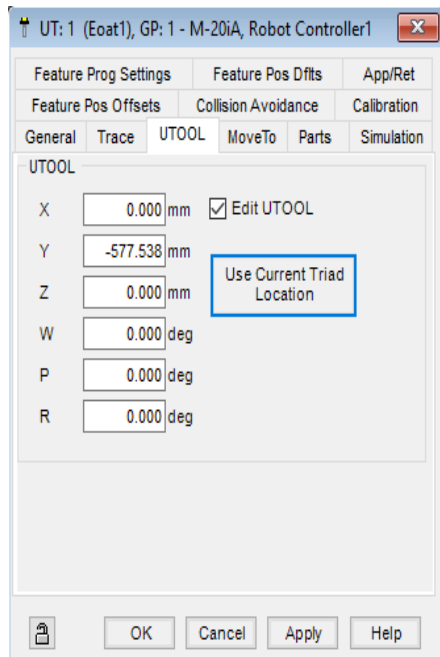 UT: 1 (Eoat1), GP: 1 - M-20iA, Robot Controller1
Feature Prog Settings Feature Pos Dflts App/Ret
Feature Pos Offsets Collision Avoidance Calibration
General Trace UTOOL MoveTo Parts Simulation
UTOOL
X 0.000 mm Edit UTOOL
Y -577.538 mm
Use Current Triad
Location
Z 0.000 mm
W 0.000 deg
P 0.000 deg
R 0.000 deg
OK Cancel Apply Help